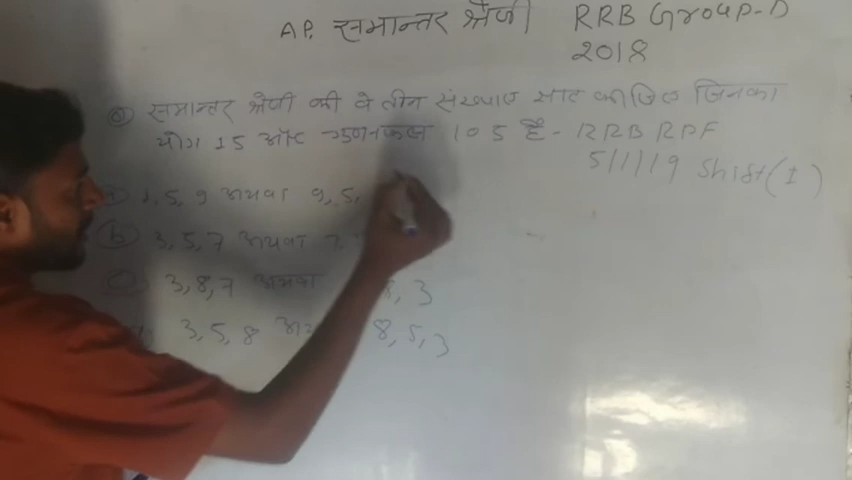 A.P. समान्तर श्रेणी RRB Group-D
2018
Q समान्तर श्रेणी की वे तीन संख्याए ज्ञात कीजिए जिनका
योग 15 और गुणनफल 105 है - RRB RPF
5/1/19 Shift (1)
1, 5, 9 अथवा 9, 5,
b 3, 5, 7 अथवा 7,
c 3, 8, 7 अथवा 8, 3
3, 5, 8 8, 5, 3